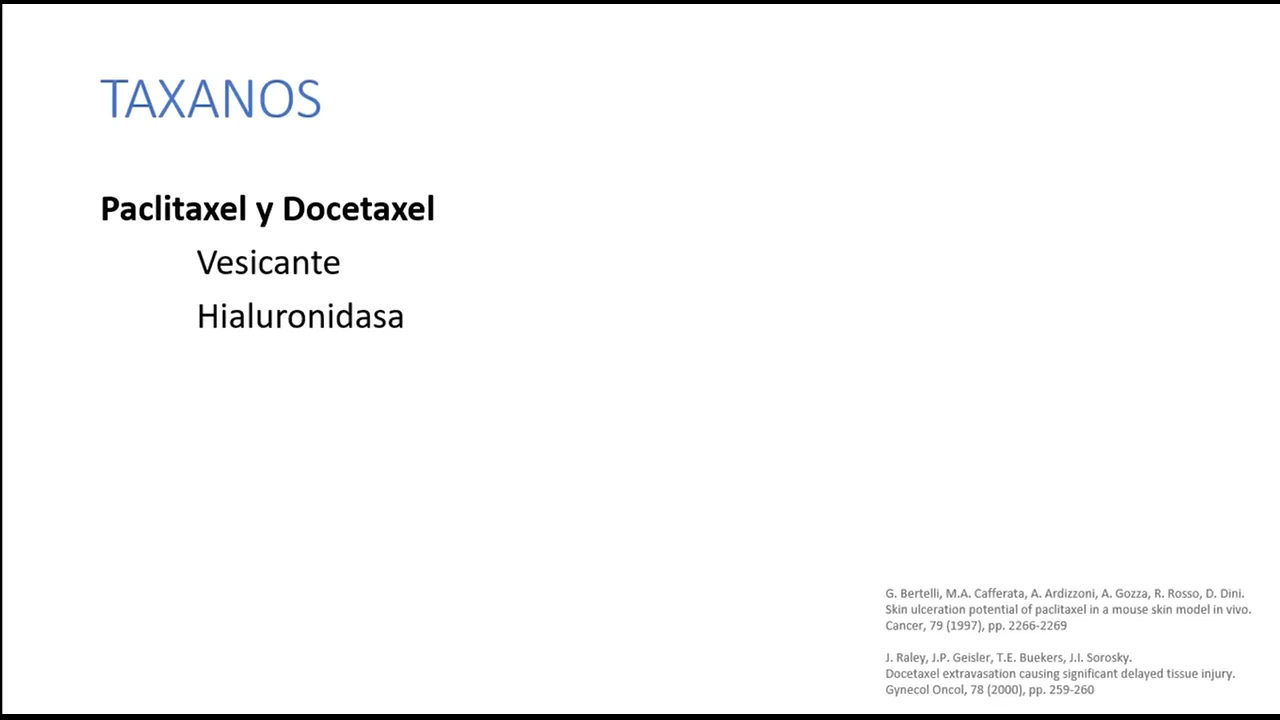 TAXANOS
Paclitaxel y Docetaxel
Vesicante
Hialuronidasa
G. Bertelli, M.A. Cafferata, A. Ardizzoni, A. Gozza, R. Rosso, D. Dini.
Skin ulceration potential of paclitaxel in a mouse skin model in vivo.
Cancer, 79 (1997), pp. 2266-2269
J. Raley, J.P. Geisler, T.E. Buekers, J.I. Sorosky.
Docetaxel extravasation causing significant delayed tissue injury.
Gynecol Oncol, 78 (2000), pp. 259-260